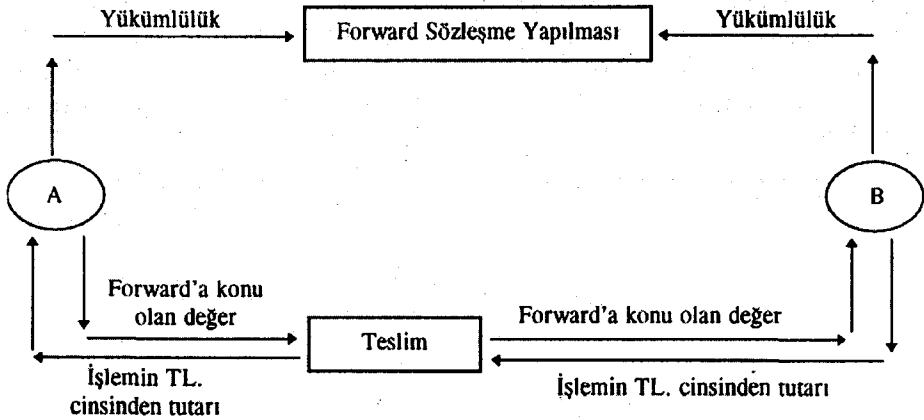 Yükümlülük
Forward Sözleşme Yapılması
Yükümlülük
A
B
Forward'a konu
olan değer
Teslim
Forward'a konu olan değer
İşlemin TL.
cinsinden tutarı
İşlemin TL. cinsinden tutarı